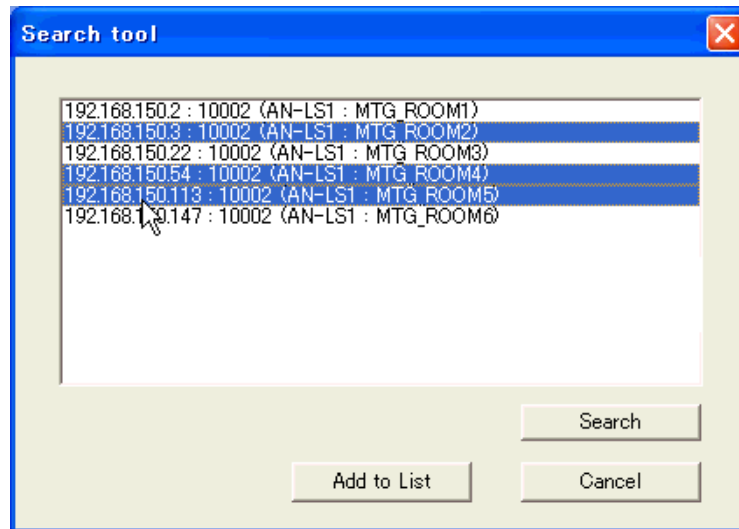 Search tool
192.168.150.2 : 10002 (AN-LS1 : MTG_ROOM1)
192.168.150.3 : 10002 (AN-LS1 : MTG_ROOM2)
192.168.150.22 : 10002 (AN-LS1 : MTG ROOM3)
192.168.150.54 : 10002 (AN-LS1 : MTG_ROOM4)
192.168.150.113 : 10002 (AN-LS1 : MTG_ROOM5)
: 10002 (AN-LS1 : MTG_ROOM6)
Search
Add to List
Cancel